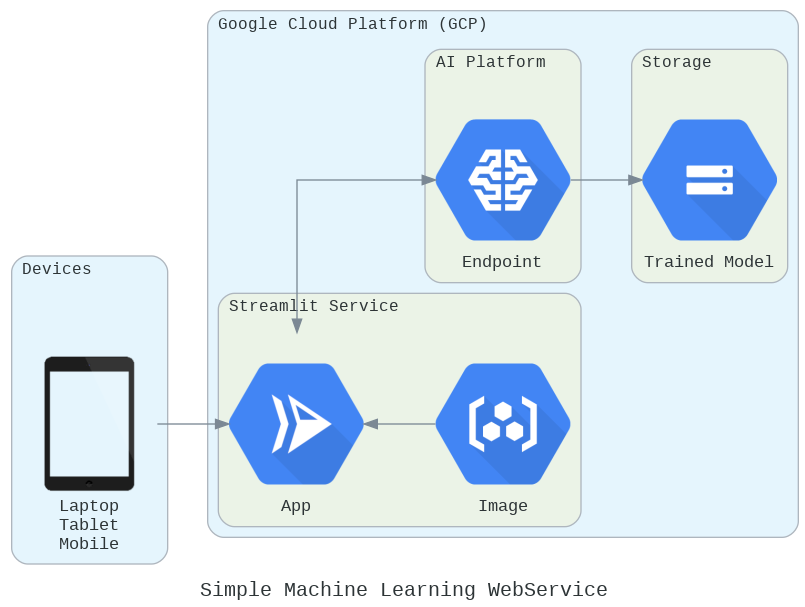 Google Cloud Platform (GCP)
AI Platform
Storage
Endpoint
Trained Model
Devices
Streamlit Service
Laptop
Tablet
Mobile
App
Image
Simple Machine Learning WebService